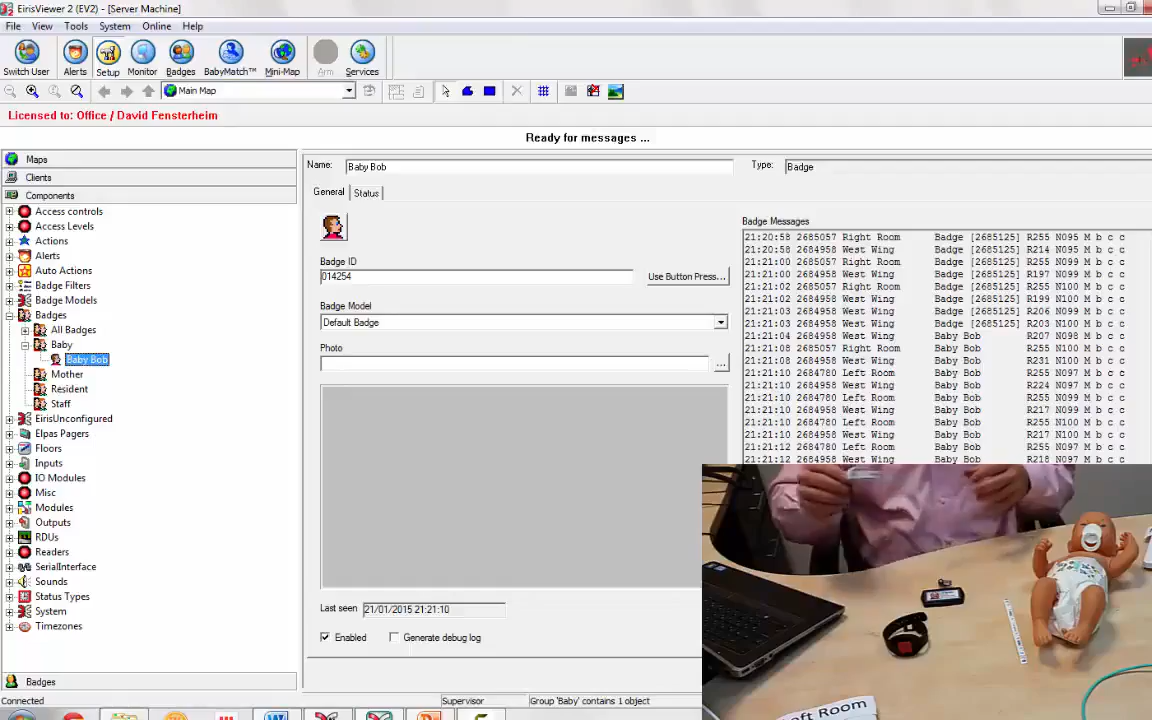 EirisViewer 2 (EV2) - [Server Machine]
File View Tools System Online Help
Switch User Alerts Setup Monitor Badges BabyMatch™ Mini-Map Arm Services
Main Map
Licensed to: Office / David Fensterheim
Ready for messages ...
Maps
Clients
Components
Access controls
Access Levels
Actions
Alerts
Auto Actions
Badge Filters
Badge Models
Badges
All Badges
Baby
Baby Bob
Mother
Resident
Staff
EirisUnconfigured
Elpas Pagers
Floors
Inputs
IO Modules
Misc
Modules
Outputs
RDUs
Readers
SerialInterface
Sounds
Status Types
System
Timezones
Badges
Name: Baby Bob Type: Badge
General Status
Badge ID
014254 Use Button Press...
Badge Model
Default Badge
Photo
...
Last seen 21/01/2015 21:21:10
Enabled Generate debug log
Badge Messages
21:20:58 2685057 Right Room Badge [2685125] R255 N095 M b c c
21:20:58 2684958 West Wing Badge [2685125] R214 N095 M b c c
21:21:00 2685057 Right Room Badge [2685125] R255 N100 M b c c
21:21:00 2684958 West Wing Badge [2685125] R197 N100 M b c c
21:21:02 2685057 Right Room Badge [2685125] R255 N100 M b c c
21:21:02 2684958 West Wing Badge [2685125] R199 N100 M b c c
21:21:03 2684958 West Wing Badge [2685125] R206 N100 M b c c
21:21:03 2684958 West Wing Badge [2685125] R203 N100 M b c c
21:21:04 2684958 West Wing Baby Bob R207 N098 M b c c
21:21:08 2685057 Right Room Baby Bob R255 N100 M b c c
21:21:08 2684958 West Wing Baby Bob R231 N100 M b c c
21:21:10 2684780 Left Room Baby Bob R255 N097 M b c c
21:21:10 2684958 West Wing Baby Bob R224 N097 M b c c
21:21:10 2684780 Left Room Baby Bob R255 N099 M b c c
21:21:10 2684958 West Wing Baby Bob R217 N099 M b c c
21:21:10 2684780 Left Room Baby Bob R255 N100 M b c c
21:21:10 2684958 West Wing Baby Bob R217 N100 M b c c
21:21:12 2684780 Left Room Baby Bob R255 N097 M b c c
21:21:12 2684958 West Wing Baby Bob R218 N097 M b c c
Left Room
Connected Supervisor Group 'Baby' contains 1 object